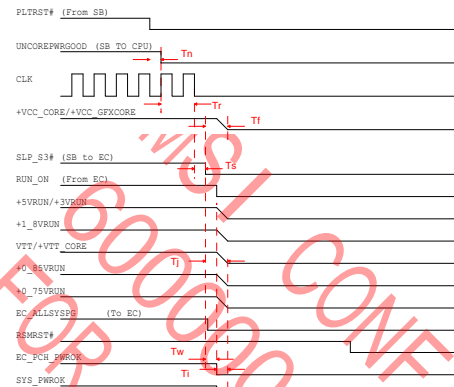 PLTRST# (From SB)
UNCOREPWRGOOD (SB TO CPU)
Tn
CLK
Tr
+VCC_CORE/+VCC_GFXCORE
Tf
SLP_S3# (SB to EC)
Ts
RUN_ON (From EC)
+5VRUN/+3VRUN
+1_8VRUN
VTT/+VTT_CORE
Tj
+0_85VRUN
+0_75VRUN
EC_ALLSYSPG (To EC)
RSMRST#
Tw
EC_PCH_PWROK
Ti
SYS_PWROK
MSI CONF
600000
FOR